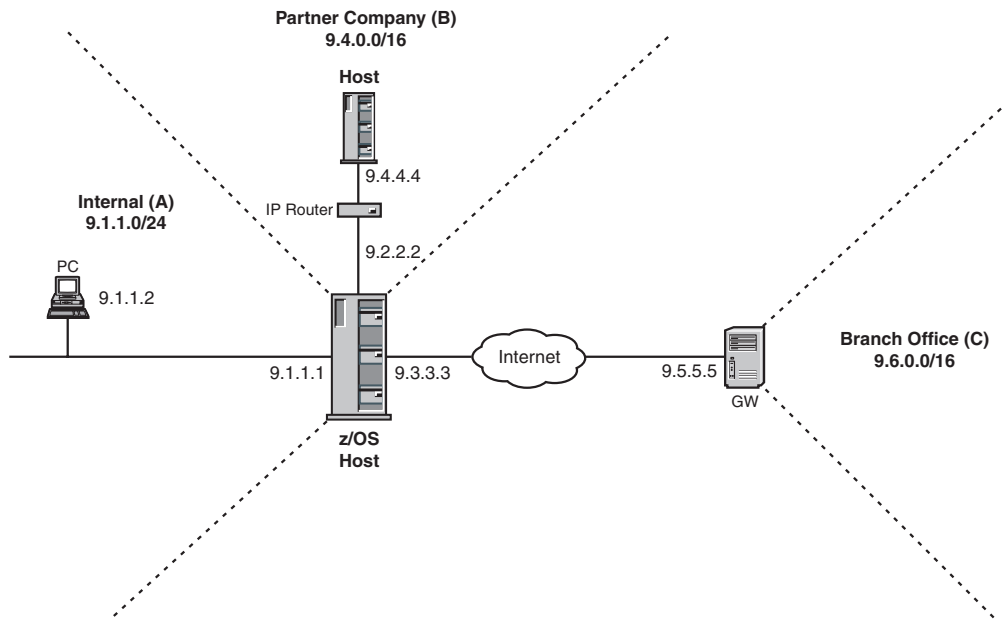 Partner Company (B)
9.4.0.0/16
Host
9.4.4.4
Internal (A)
9.1.1.0/24
IP Router
9.2.2.2
PC
9.1.1.2
Internet
Branch Office (C)
9.6.0.0/16
9.1.1.1
9.3.3.3
9.5.5.5
GW
z/OS
Host